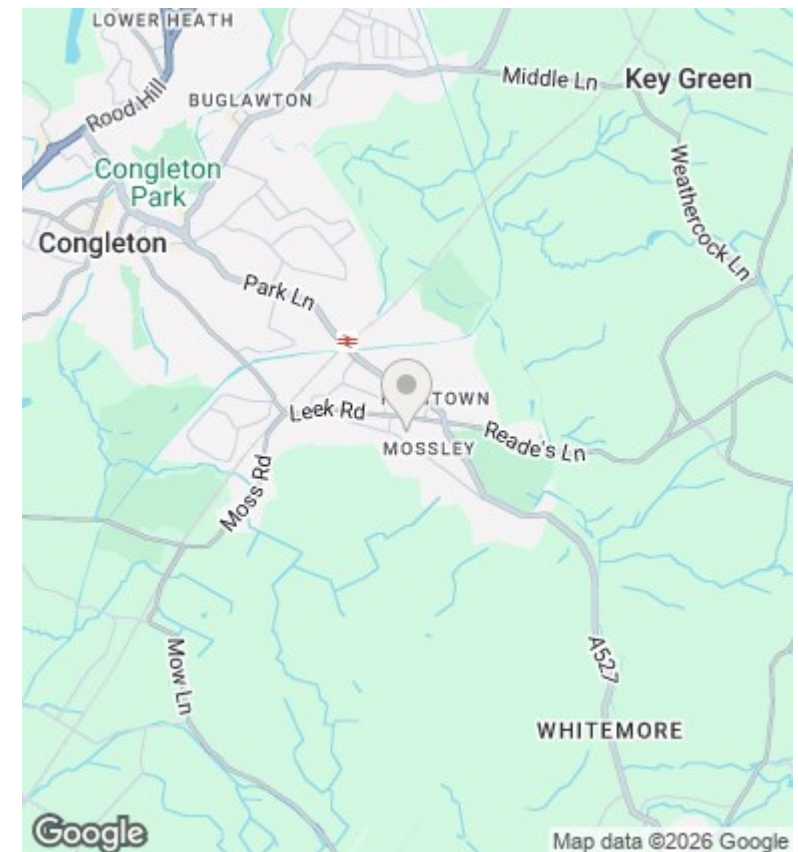 LOWER HEATH
Middle Ln
Key Green
Rood Hill
BUGLAWTON
Congleton
Park
Weathercock Ln
Congleton
Park Ln
Leek Rd
TOWN
Reade's Ln
MOSSLEY
Moss Rd
Mow Ln
A527
WHITEMORE
Google
Map data ©2026 Google